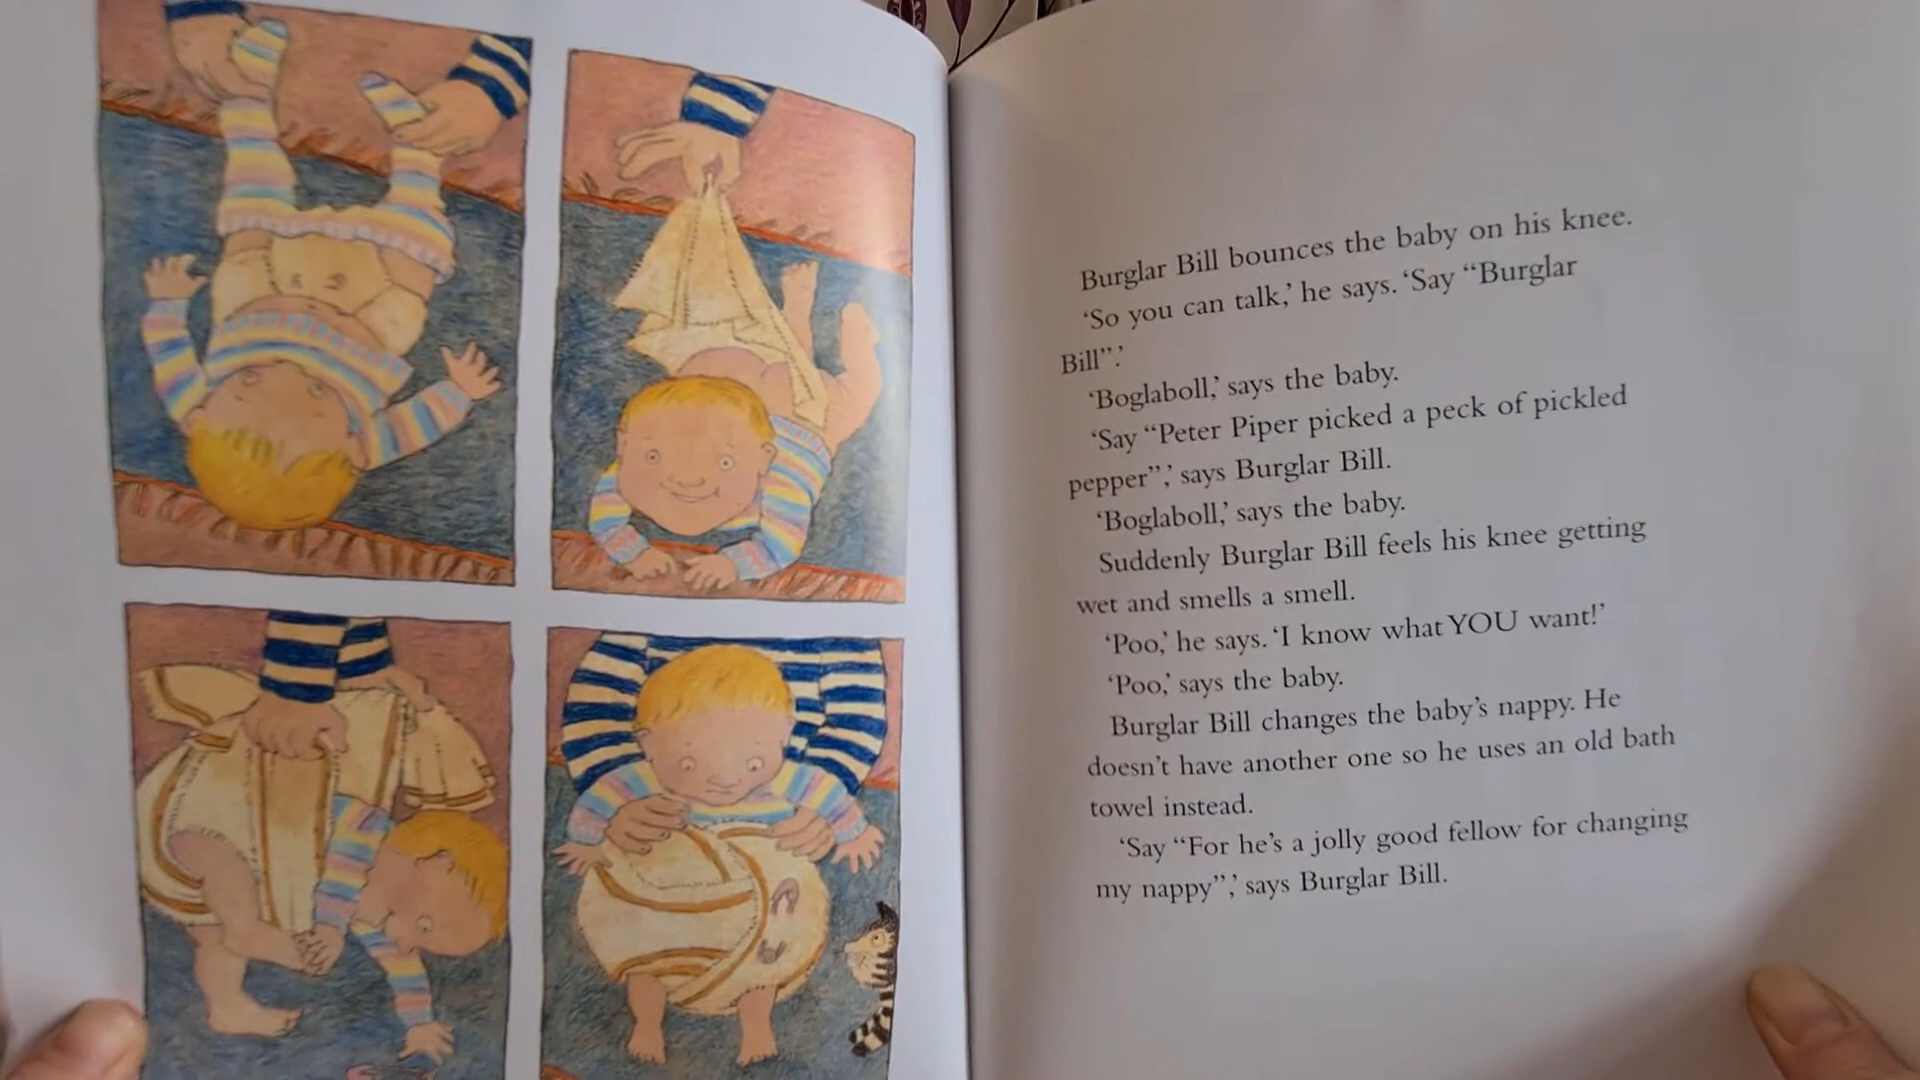 Burglar Bill bounces the baby on his knee.
‘So you can talk,’ he says. ‘Say “Burglar
Bill”.’
‘Boglaboll,’ says the baby.
‘Say “Peter Piper picked a peck of pickled
pepper”,’ says Burglar Bill.
‘Boglaboll,’ says the baby.
Suddenly Burglar Bill feels his knee getting
wet and smells a smell.
‘Poo,’ he says. ‘I know what YOU want!’
‘Poo,’ says the baby.
Burglar Bill changes the baby’s nappy. He
doesn’t have another one so he uses an old bath
towel instead.
‘Say “For he’s a jolly good fellow for changing
my nappy”,’ says Burglar Bill.